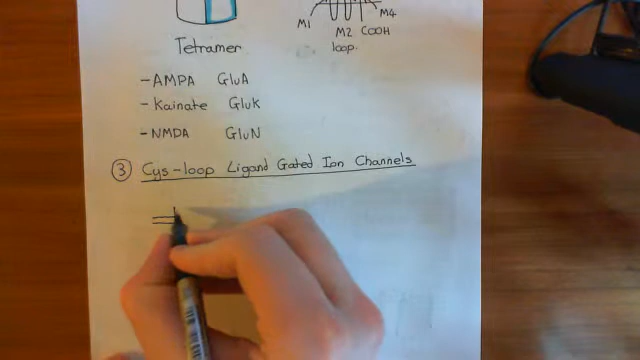 M1
M4
M2 COOH
loop.
Tetramer
-AMPA GluA
-Kainate GluK
-NMDA GluN
③ Cys-loop Ligand Gated Ion Channels